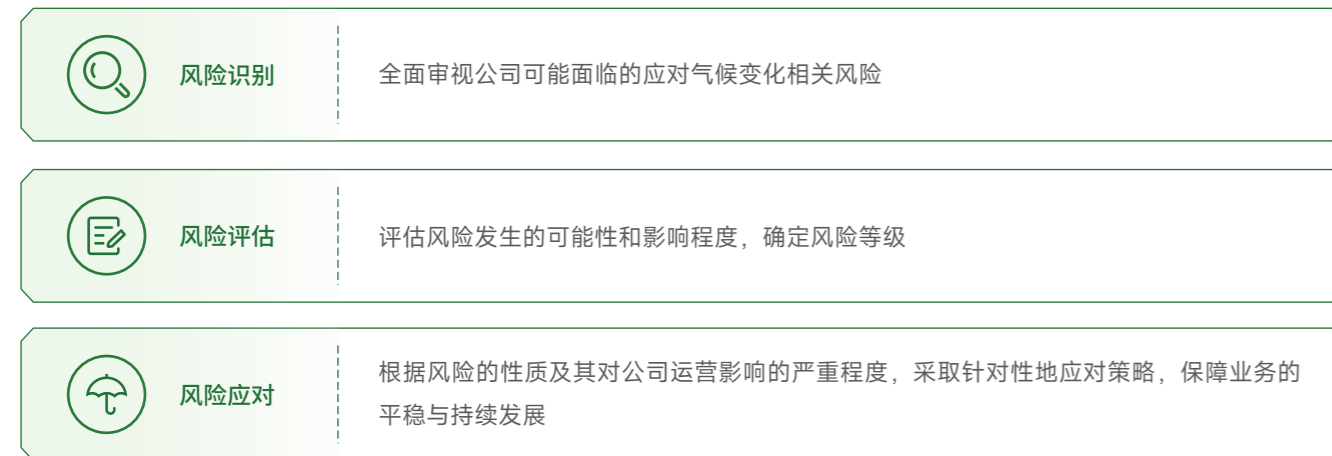 风险识别
全面审视公司可能面临的应对气候变化相关风险
风险评估
评估风险发生的可能性和影响程度，确定风险等级
风险应对
根据风险的性质及其对公司运营影响的严重程度，采取针对性地应对策略，保障业务的
平稳与持续发展